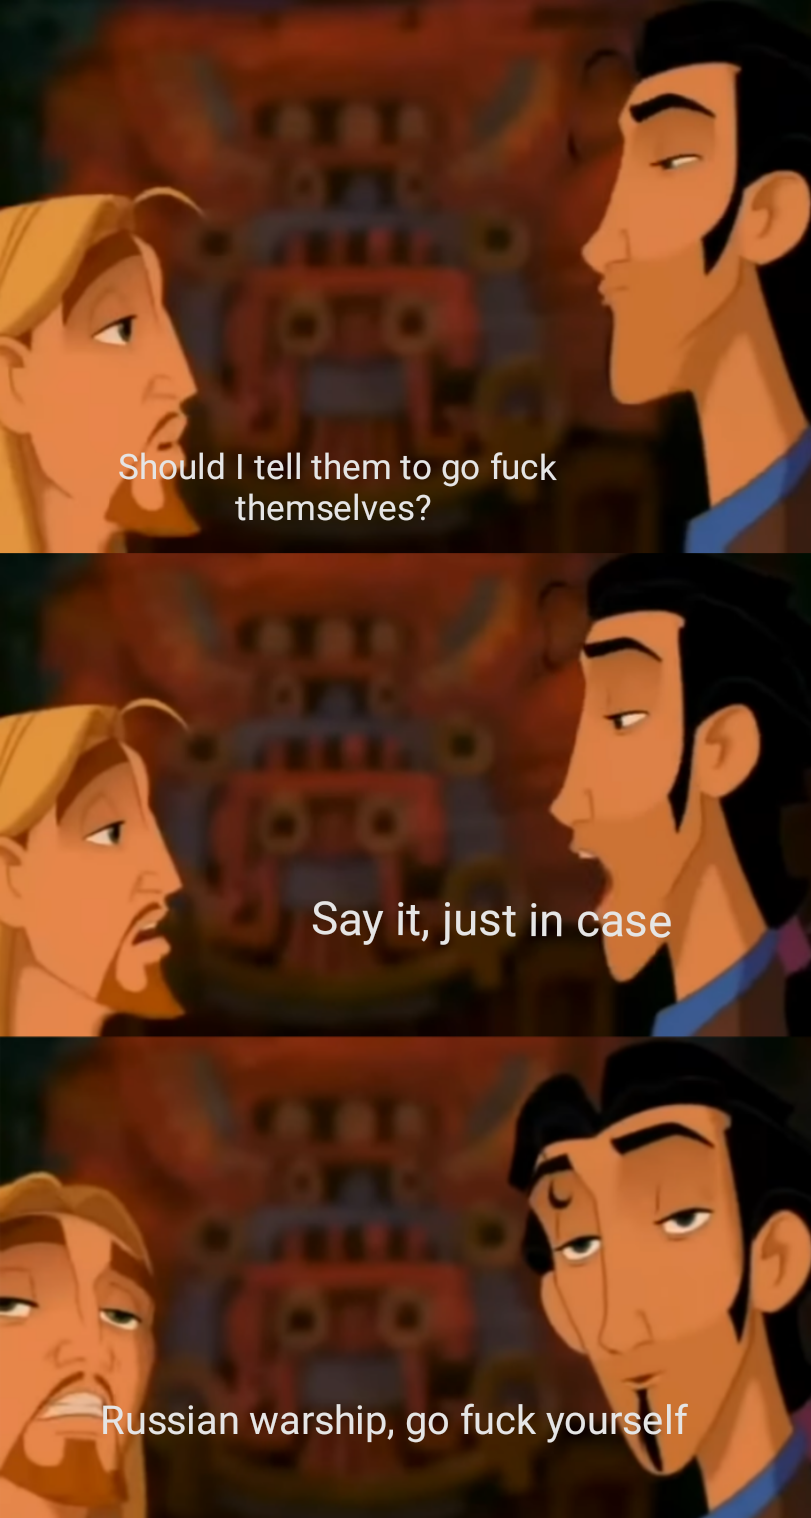 Should I tell them to go fuck
themselves?
Say it, just in case
Russian warship, go fuck yourself